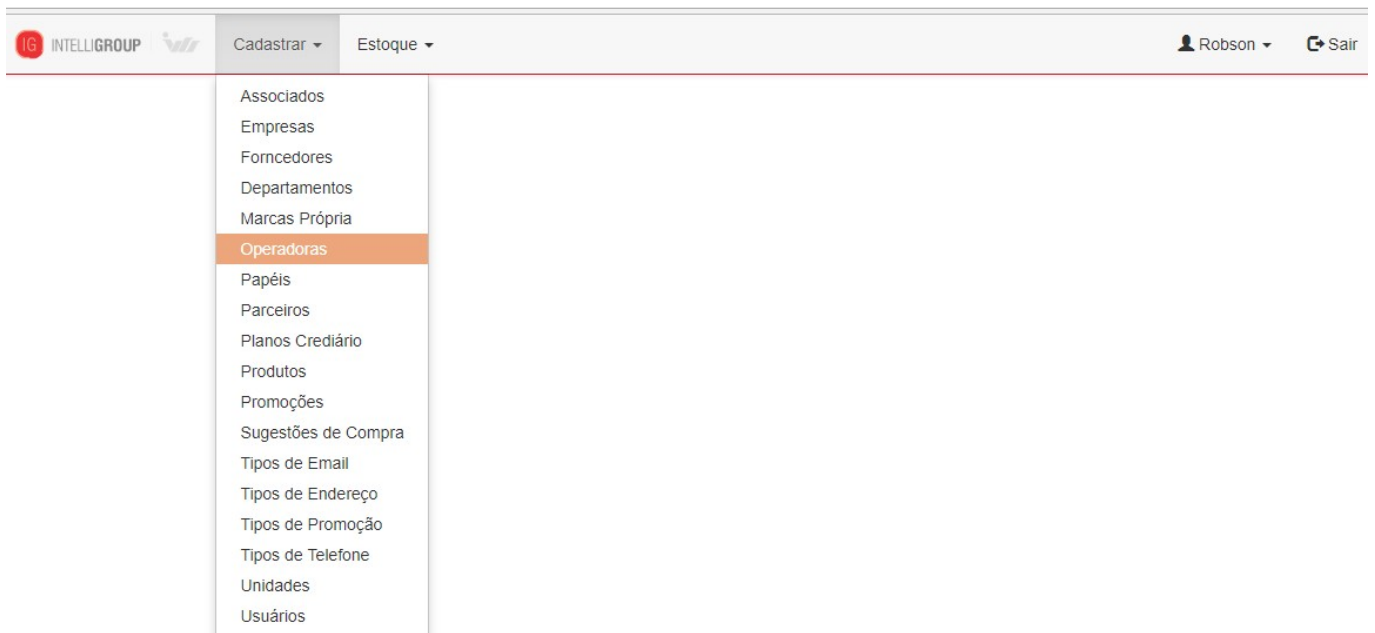 IG INTELLIGROUP Cadastrar Estoque Robson Sair
Associados
Empresas
Forncedores
Departamentos
Marcas Própria
Operadoras
Papéis
Parceiros
Planos Crediário
Produtos
Promoções
Sugestões de Compra
Tipos de Email
Tipos de Endereço
Tipos de Promoção
Tipos de Telefone
Unidades
Usuários